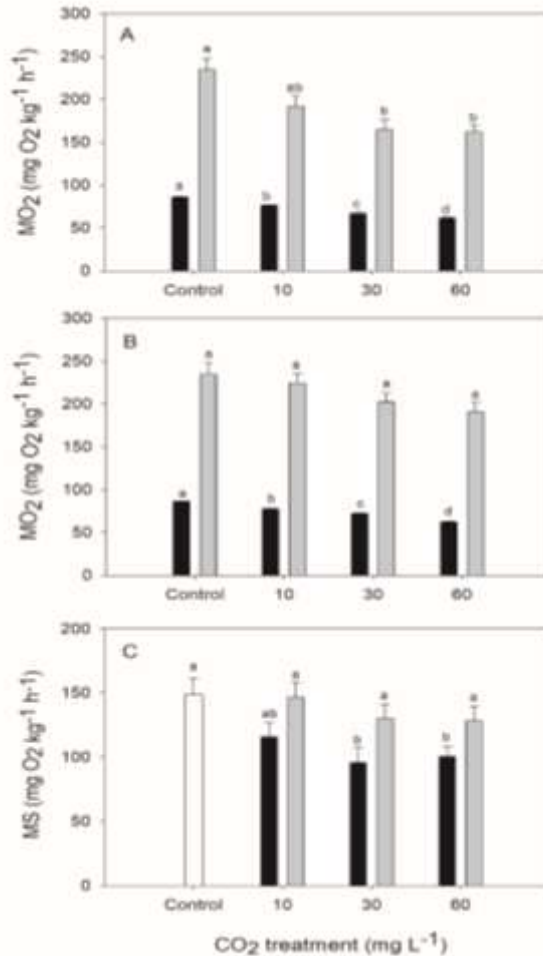 A
MO2 (mg O2 kg-1 h-1)
300
250
200
150
100
50
0
a
a
b
ab
c
b
d
b
Control 10 30 60
B
MO2 (mg O2 kg-1 h-1)
300
250
200
150
100
50
0
a
a
b
a
c
a
d
a
Control 10 30 60
C
MS (mg O2 kg-1 h-1)
200
150
100
50
0
a
ab
a
b
a
b
a
Control 10 30 60
CO2 treatment (mg L-1)